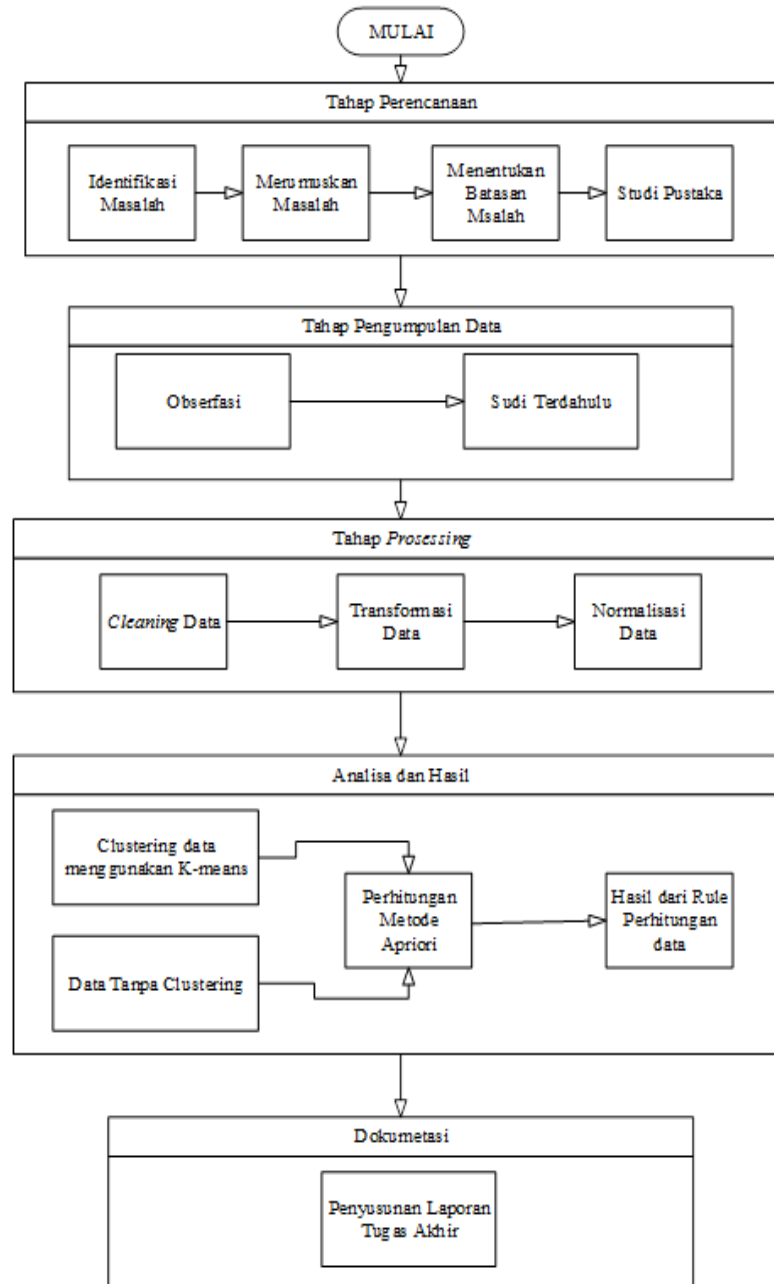 MULAI
Tahap Perencanaan
Identifikasi
Masalah
Merumuskan
Masalah
Menentukan
Batasan
Msalah
Studi Pustaka
Tahap Pengumpulan Data
Obserfasi
Sudi Terdahulu
Tahap Prosessing
Cleaning Data
Transformasi
Data
Normalisasi
Data
Analisa dan Hasil
Clustering data
menggunakan K-means
Data Tanpa Clustering
Perhitungan
Metode
Apriori
Hasil dari Rule
Perhitungan
data
Dokumetasi
Penyusunan Laporan
Tugas Akhir